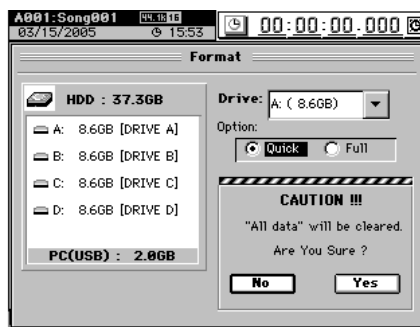 A001:Song001 44.1k 16
03/15/2005 15:53
00:00:00.000
Format
HDD : 37.3GB
A: 8.6GB [DRIVE A]
B: 8.6GB [DRIVE B]
C: 8.6GB [DRIVE C]
D: 8.6GB [DRIVE D]
PC(USB) : 2.0GB
Drive: A: ( 8.6GB)
Option:
Quick Full
CAUTION !!!
"All data" will be cleared.
Are You Sure ?
No Yes